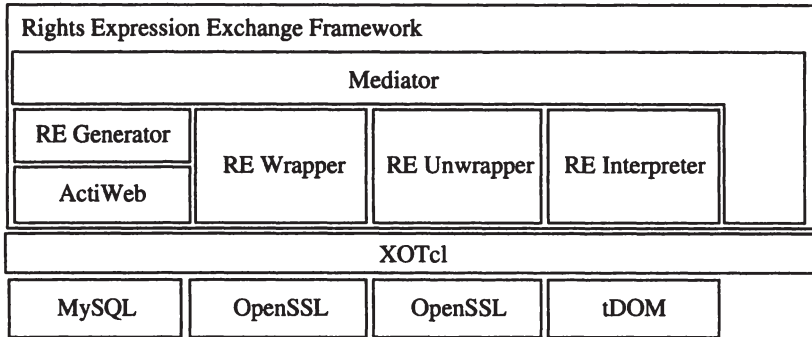 Rights Expression Exchange Framework
Mediator
RE Generator
ActiWeb
RE Wrapper
RE Unwrapper
RE Interpreter
XOTcl
MySQL
OpenSSL
OpenSSL
tDOM